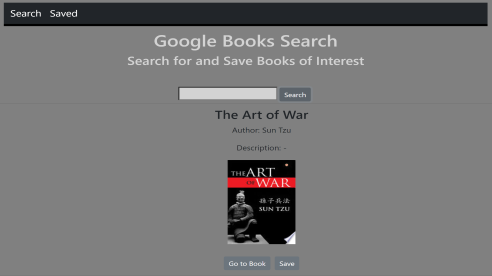 Search Saved
Google Books Search
Search for and Save Books of Interest
Search
The Art of War
Author: Sun Tzu
Description: -
THE ART
OF WAR
孫子兵法
SUN TZU
Go to Book Save